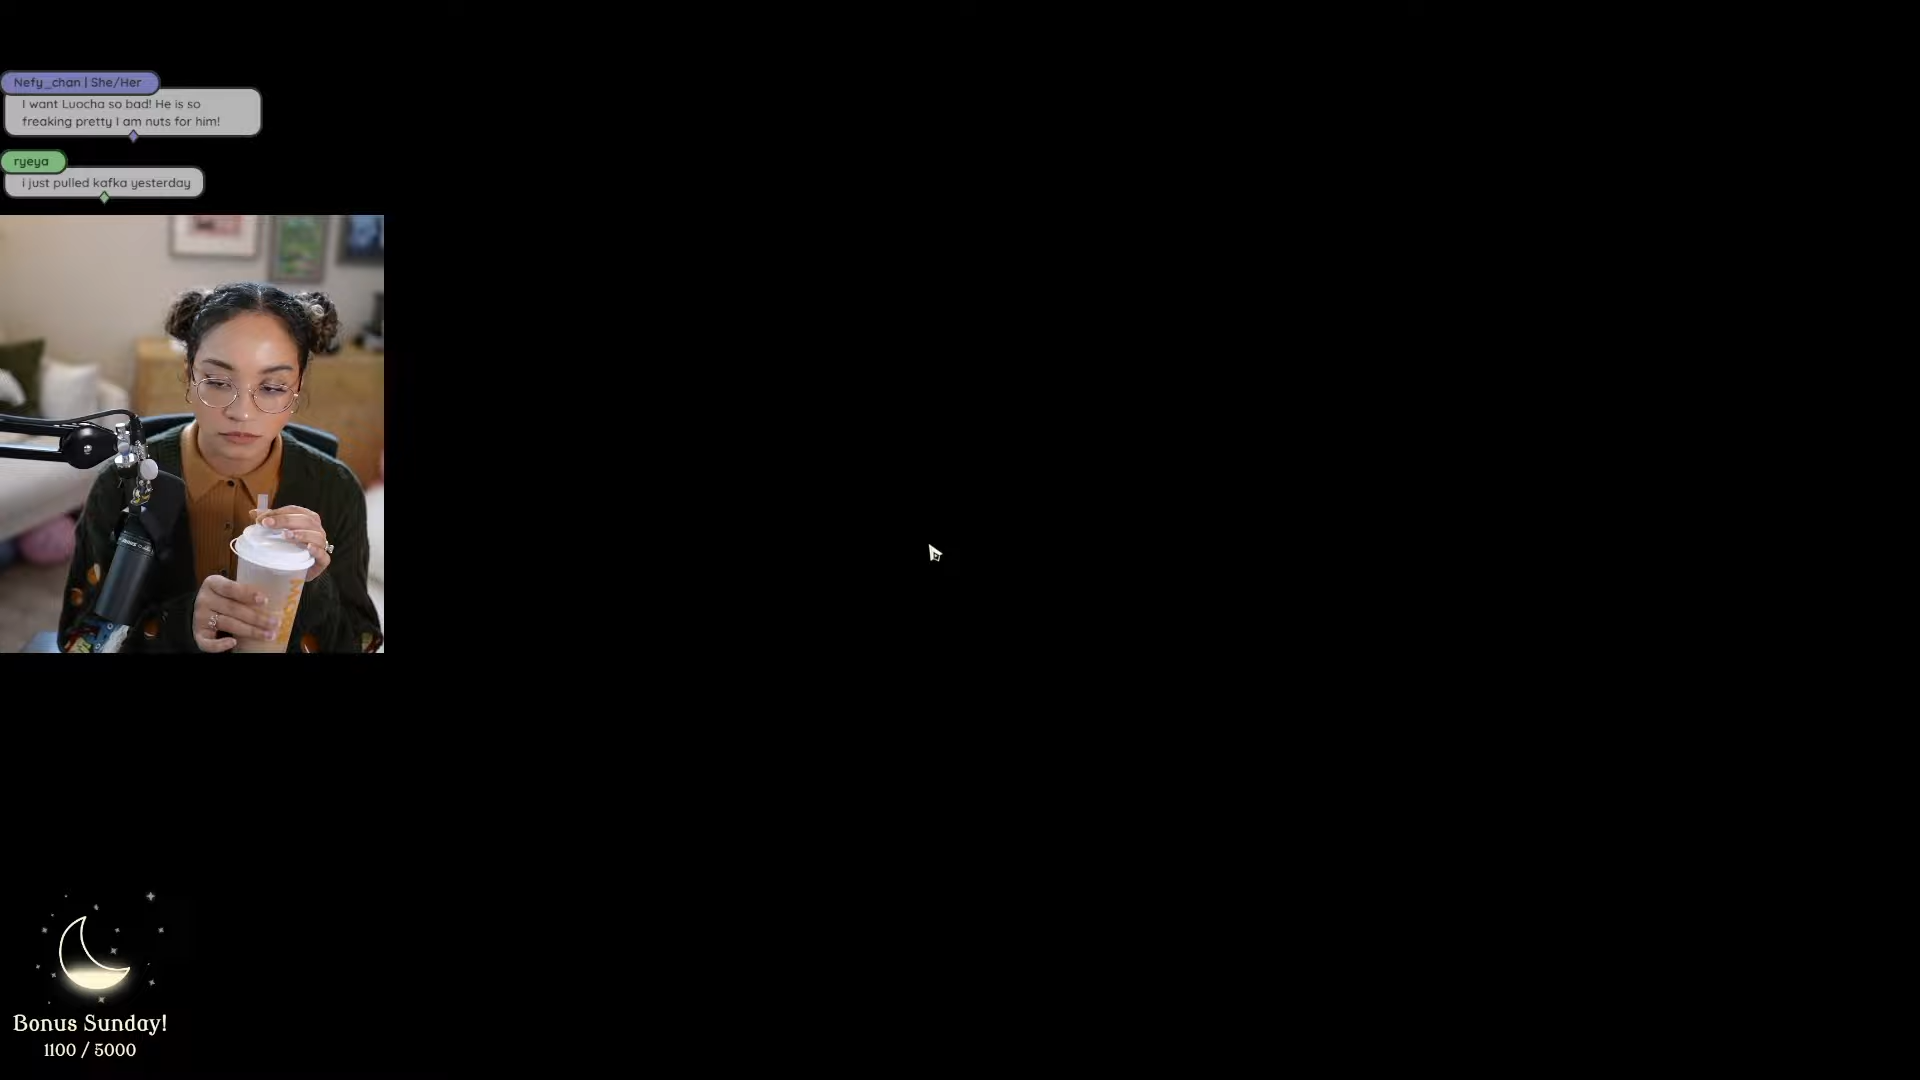 Nefy_chan | She/Her
I want Luocha so bad! He is so
freaking pretty I am nuts for him!
ryeya
i just pulled kafka yesterday
Bonus Sunday!
1100 / 5000